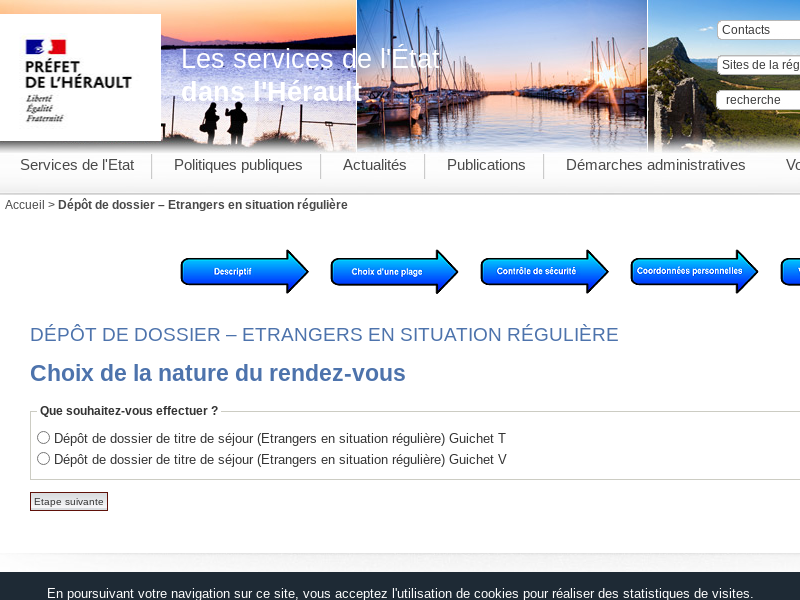 Contacts
Sites de la rég
recherche
PRÉFET
DE L'HÉRAULT
Liberté
Égalité
Fraternité
Les services de l'État
dans l'Hérault
Services de l'Etat Politiques publiques Actualités Publications Démarches administratives Vo
Accueil > Dépôt de dossier – Etrangers en situation régulière
Descriptif Choix d'une plage Contrôle de sécurité Coordonnées personnelles
DÉPÔT DE DOSSIER – ETRANGERS EN SITUATION RÉGULIÈRE
Choix de la nature du rendez-vous
Que souhaitez-vous effectuer ?
Dépôt de dossier de titre de séjour (Etrangers en situation régulière) Guichet T
Dépôt de dossier de titre de séjour (Etrangers en situation régulière) Guichet V
Etape suivante
En poursuivant votre navigation sur ce site, vous acceptez l'utilisation de cookies pour réaliser des statistiques de visites.